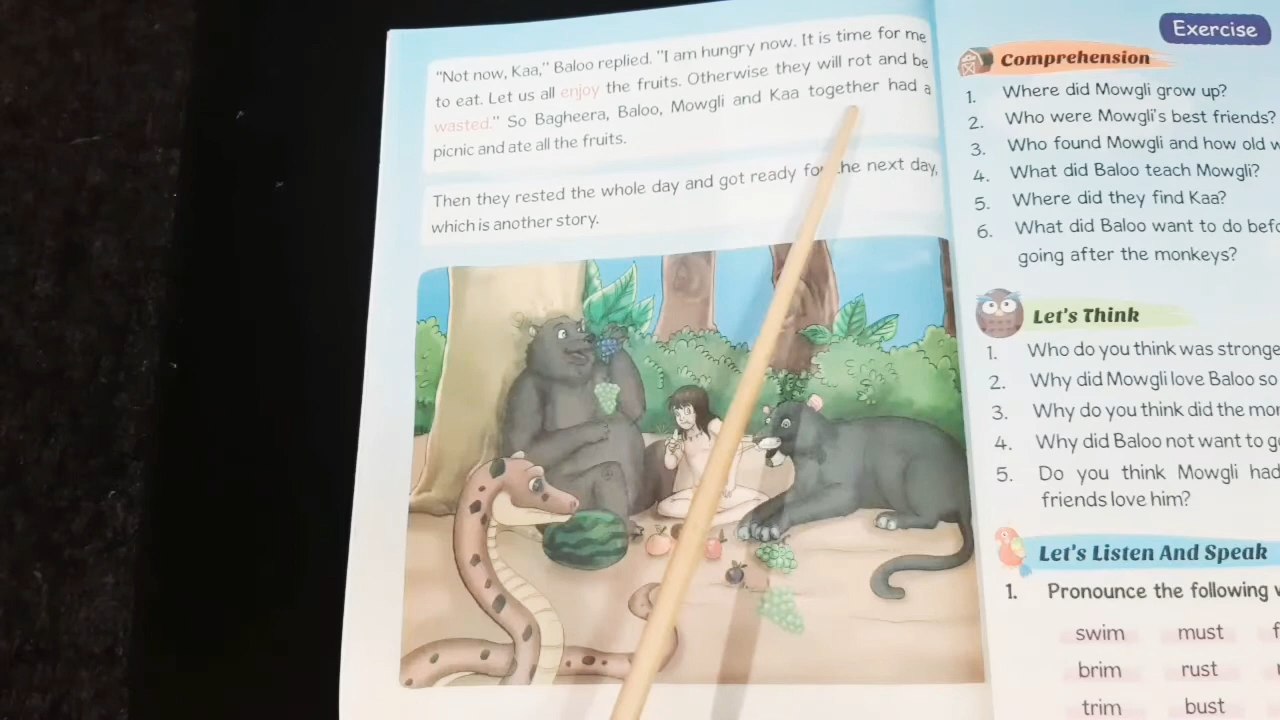 "Not now, Kaa," Baloo replied. "I am hungry now. It is time for me
to eat. Let us all enjoy the fruits. Otherwise they will rot and be
wasted." So Bagheera, Baloo, Mowgli and Kaa together had a
picnic and ate all the fruits.
Then they rested the whole day and got ready for the next day,
which is another story.
Exercise
Comprehension
1. Where did Mowgli grow up?
2. Who were Mowgli's best friends?
3. Who found Mowgli and how old
4. What did Baloo teach Mowgli?
5. Where did they find Kaa?
6. What did Baloo want to do
going after the monkeys?
Let's Think
1. Who do you think was
2. Why did Mowgli love Baloo so
3. Why do you think did the
4. Why did Baloo not want to
5. Do you think Mowgli had
friends love him?
Let's Listen And Speak
1. Pronounce the following
swim must
brim rust
trim bust